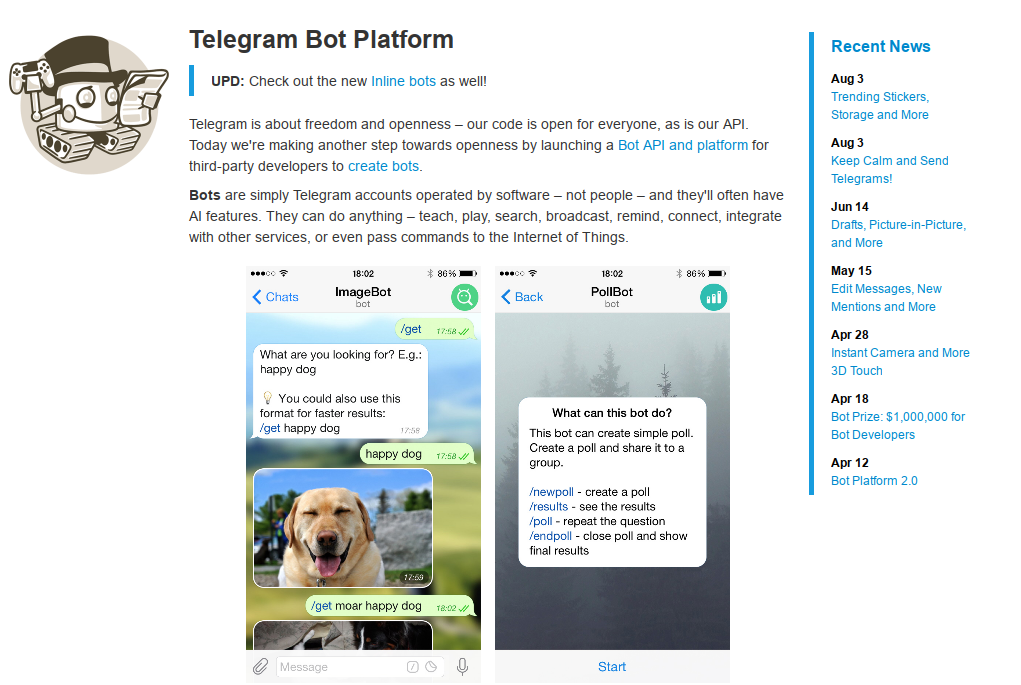 Telegram Bot Platform
UPD: Check out the new Inline bots as well!
Telegram is about freedom and openness – our code is open for everyone, as is our API.
Today we're making another step towards openness by launching a Bot API and platform for
third-party developers to create bots.
Bots are simply Telegram accounts operated by software – not people – and they'll often have
AI features. They can do anything – teach, play, search, broadcast, remind, connect, integrate
with other services, or even pass commands to the Internet of Things.
18:02
86%
Chats
ImageBot
bot
/get 17:58
What are you looking for? E.g.:
happy dog
You could also use this
format for faster results:
/get happy dog 17:58
happy dog 17:58
17:59
/get moar happy dog 18:02
Message
18:02
86%
Back
PollBot
bot
What can this bot do?
This bot can create simple poll.
Create a poll and share it to a
group.
/newpoll - create a poll
/results - see the results
/poll - repeat the question
/endpoll - close poll and show
final results
Start
Recent News
Aug 3
Trending Stickers,
Storage and More
Aug 3
Keep Calm and Send
Telegrams!
Jun 14
Drafts, Picture-in-Picture,
and More
May 15
Edit Messages, New
Mentions and More
Apr 28
Instant Camera and More
3D Touch
Apr 18
Bot Prize: $1,000,000 for
Bot Developers
Apr 12
Bot Platform 2.0